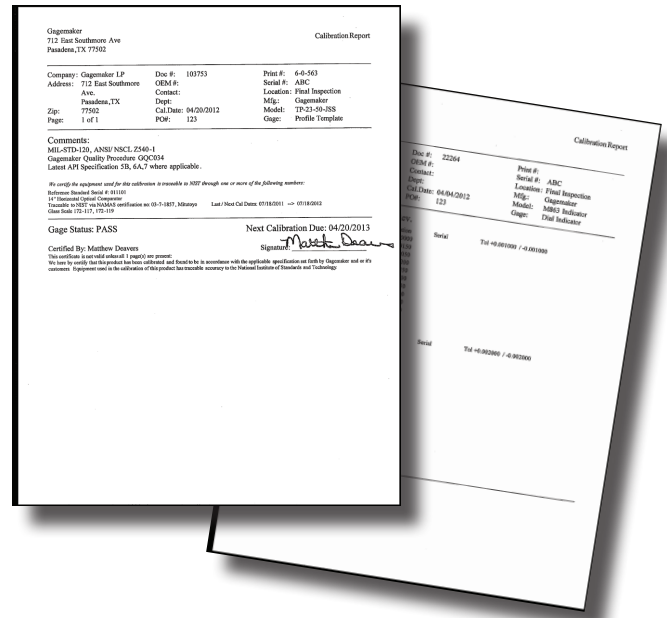 Gagemaker
712 East Southmore Ave
Pasadena,TX 77502
Calibration Report
Company: Gagemaker LP Doc #: 103753 Print #: 6-0-563
Address: 712 East Southmore OEM #: Serial #: ABC
Ave. Contact: Location: Final Inspection
Pasadena,TX Dept: Mfg.: Gagemaker
Zip: 77502 Cal.Date: 04/20/2012 Model: TP-23-50-JSS
Page: 1 of 1 PO#: 123 Gage: Profile Template
Comments:
MIL-STD-120, ANSI/ NSCL Z540-1
Gagemaker Quality Procedure GQC034
Latest API Specification 5B, 6A,7 where applicable.
We certify the equipment used for this calibration is traceable to NIST through one or more of the following numbers:
Reference Standard Serial #: 011101
14" Horizontal Optical Comparator
Traceable to NIST via NAMAS certification no: 03-7-1857, Mitutoyo Last / Next Cal Dates: 07/18/2011 --> 07/18/2012
Glass Scale 172-117, 172-119
Gage Status: PASS Next Calibration Due: 04/20/2013
Certified By: Matthew Deavers Signature: Matthew Deavers
This certificate is not valid unless all 1 page(s) are present:
We here by certify that this product has been calibrated and found to be in accordance with the applicable specification set forth by Gagemaker and or it's
customers Equipment used in the calibration of this product has traceable accuracy to the National Institute of Standards and Technology.
Calibration Report
Doc #: 22264 Print #:
OEM #: Serial #: ABC
Contact: Location: Final Inspection
Dept: Mfg.: Gagemaker
Cal.Date: 04/04/2012 Model: M863 Indicator
PO#: 123 Gage: Dial Indicator
Serial Tol +0.001000 / -0.001000
Serial Tol +0.002000 / -0.002000